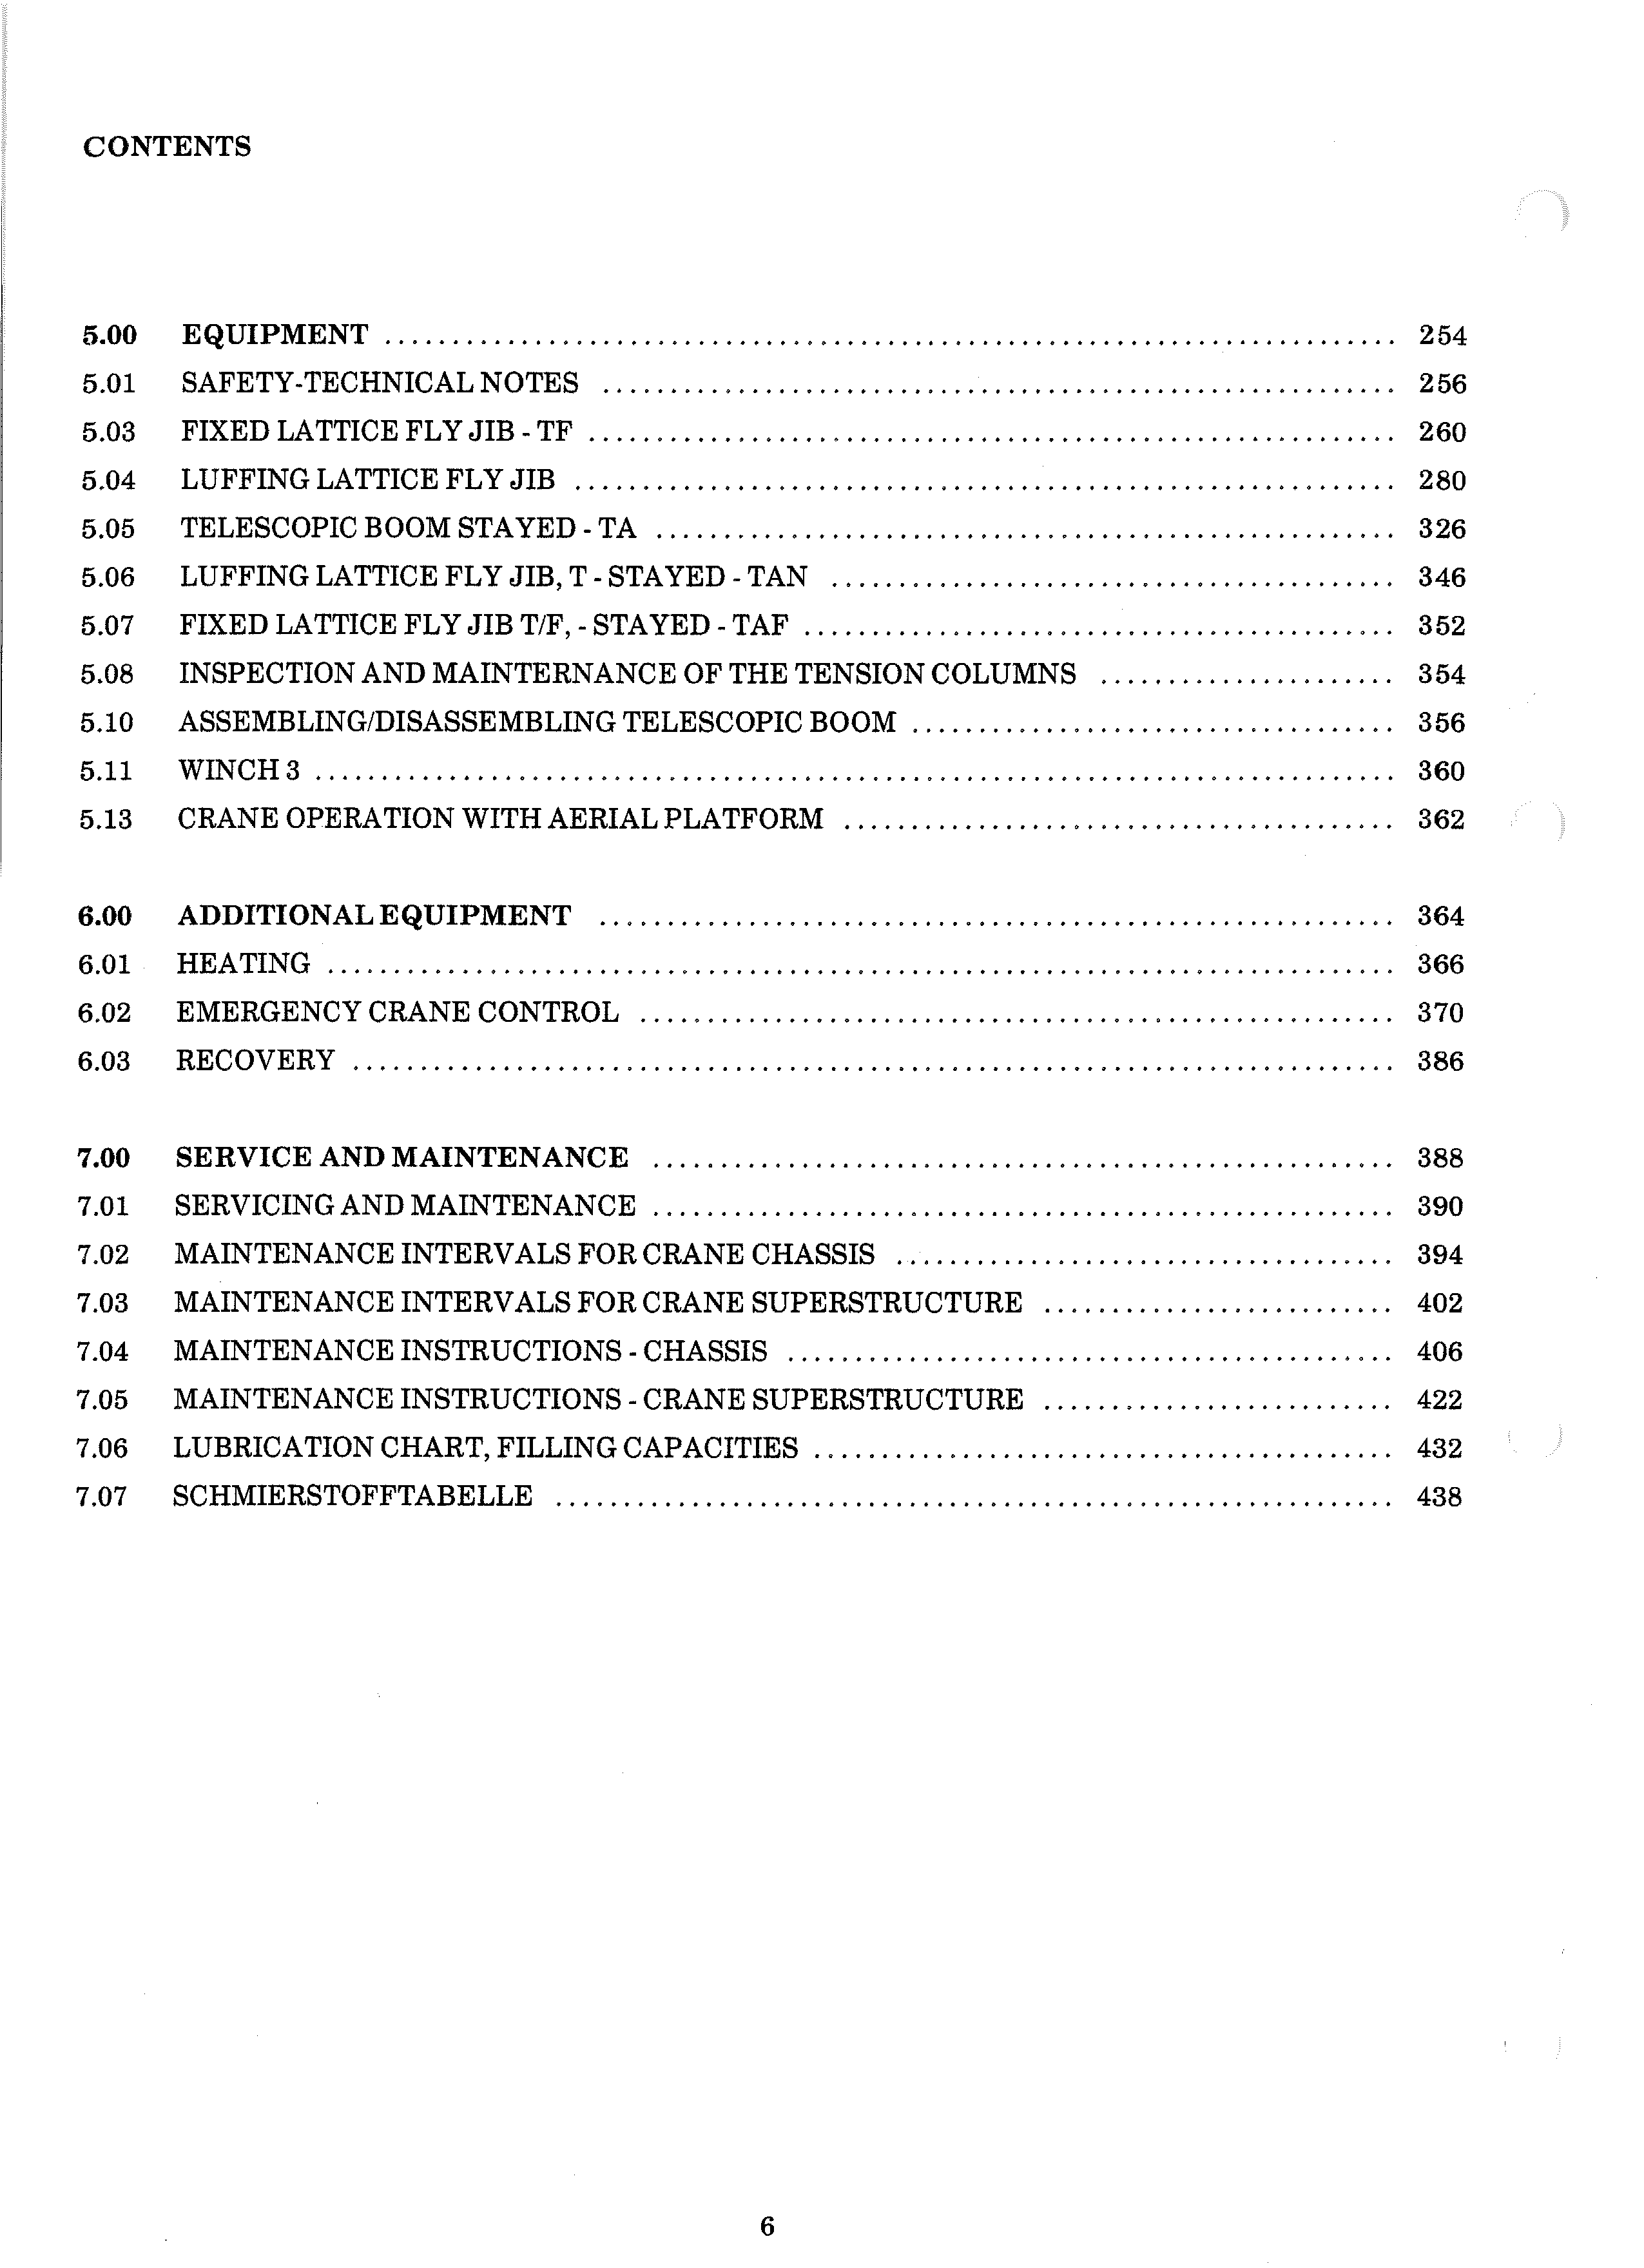 CONTENTS
5.00 EQUIPMENT ........................................................................... 254
5.01 SAFETY-TECHNICAL NOTES ........................................................... 256
5.03 FIXED LATTICE FLY JIB - TF ............................................................ 260
5.04 LUFFING LATTICE FLY JIB ............................................................. 280
5.05 TELESCOPIC BOOM STAYED - TA ....................................................... 326
5.06 LUFFING LATTICE FLY JIB, T - STAYED - TAN .......................................... 346
5.07 FIXED LATTICE FLY JIB T/F, - STAYED - TAF ............................................ 352
5.08 INSPECTION AND MAINTERNANCE OF THE TENSION COLUMNS ...................... 354
5.10 ASSEMBLING/DISASSEMBLING TELESCOPIC BOOM .................................... 356
5.11 WINCH 3 ................................................................................ 360
5.13 CRANE OPERATION WITH AERIAL PLATFORM ......................................... 362
6.00 ADDITIONAL EQUIPMENT ........................................................... 364
6.01 HEATING ............................................................................... 366
6.02 EMERGENCY CRANE CONTROL ........................................................ 370
6.03 RECOVERY ............................................................................. 386
7.00 SERVICE AND MAINTENANCE ....................................................... 388
7.01 SERVICING AND MAINTENANCE ....................................................... 390
7.02 MAINTENANCE INTERVALS FOR CRANE CHASSIS ..................................... 394
7.03 MAINTENANCE INTERVALS FOR CRANE SUPERSTRUCTURE .......................... 402
7.04 MAINTENANCE INSTRUCTIONS - CHASSIS ............................................. 406
7.05 MAINTENANCE INSTRUCTIONS - CRANE SUPERSTRUCTURE .......................... 422
7.06 LUBRICATION CHART, FILLING CAPACITIES ........................................... 432
7.07 SCHMIERSTOFFTABELLE .............................................................. 438
6